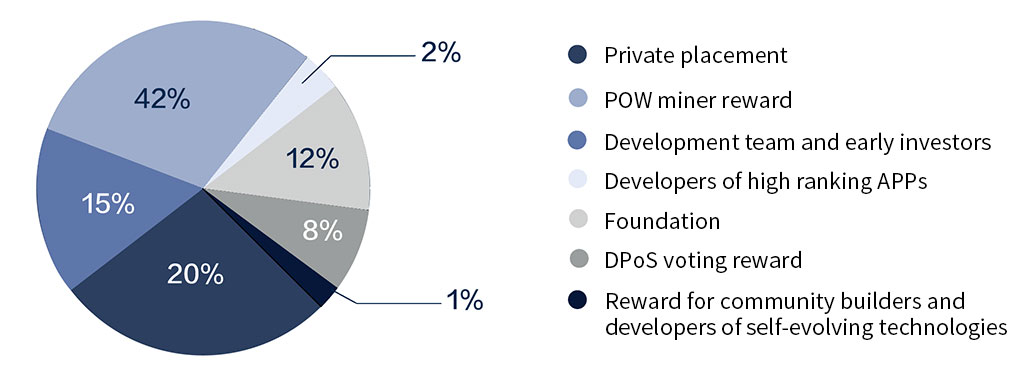 2%
42%
12%
15%
8%
20%
1%
Private placement
POW miner reward
Development team and early investors
Developers of high ranking APPs
Foundation
DPoS voting reward
Reward for community builders and
developers of self-evolving technologies